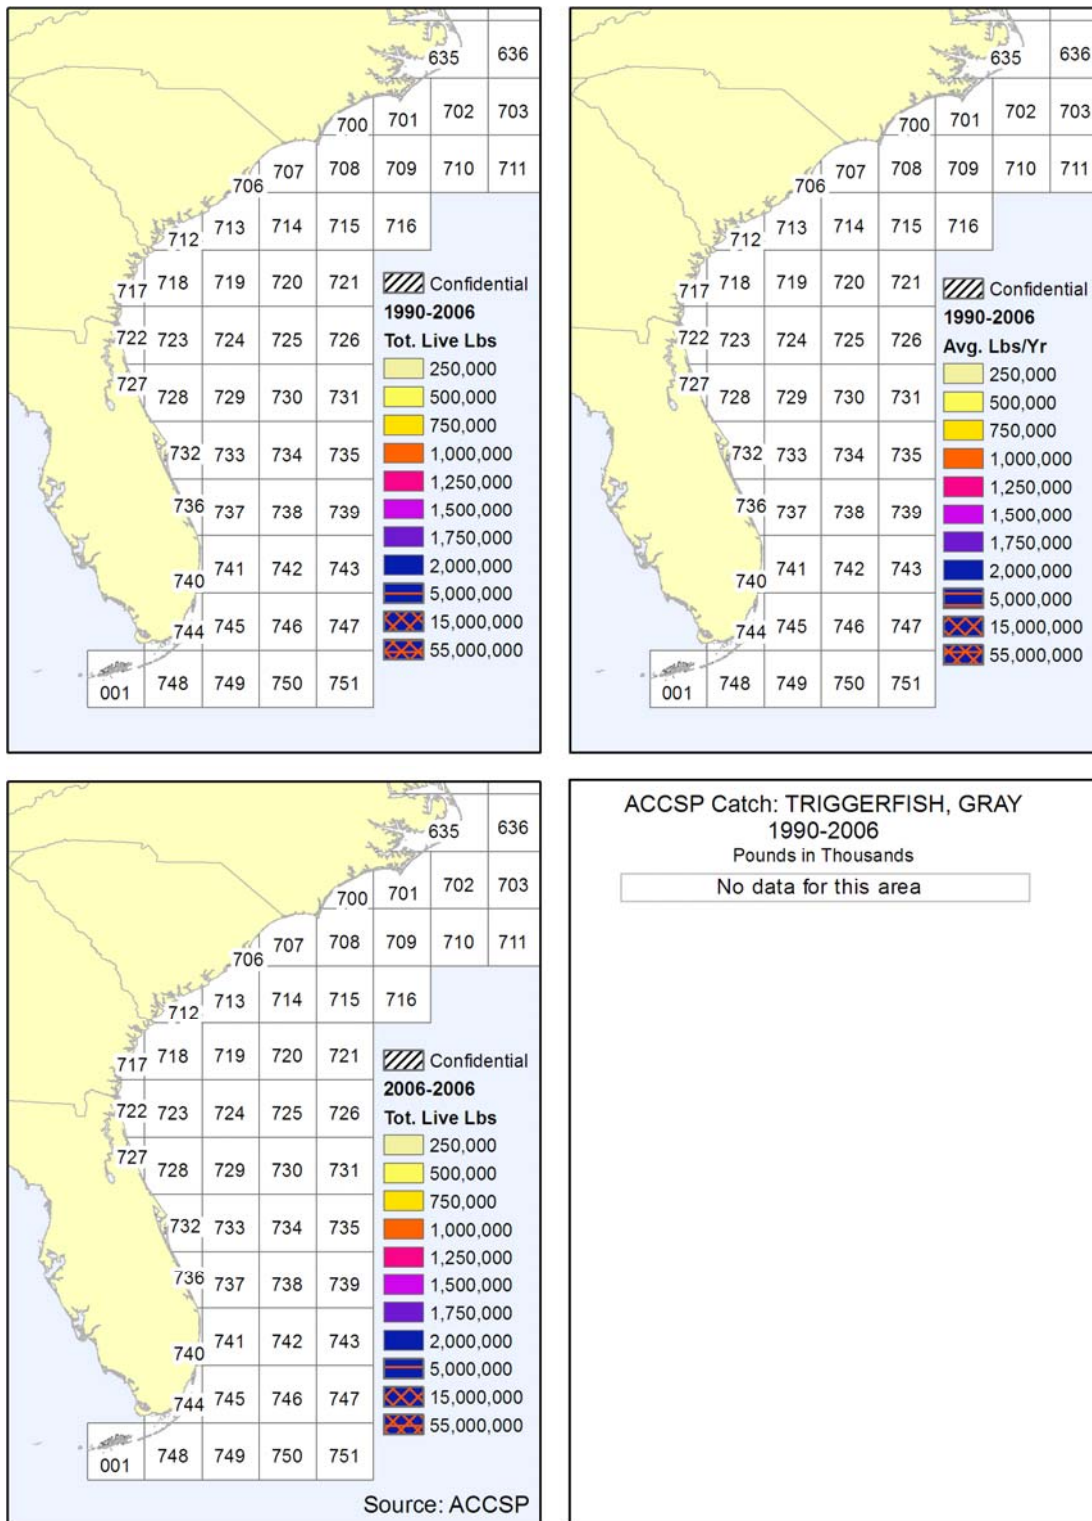 635 636
700 701 702 703
706 707 708 709 710 711
712 713 714 715 716
717 718 719 720 721
722 723 724 725 726
727 728 729 730 731
732 733 734 735
736 737 738 739
740 741 742 743
744 745 746 747
001 748 749 750 751
Confidential
1990-2006
Tot. Live Lbs
250,000
500,000
750,000
1,000,000
1,250,000
1,500,000
1,750,000
2,000,000
5,000,000
15,000,000
55,000,000
635 636
700 701 702 703
706 707 708 709 710 711
712 713 714 715 716
717 718 719 720 721
722 723 724 725 726
727 728 729 730 731
732 733 734 735
736 737 738 739
740 741 742 743
744 745 746 747
001 748 749 750 751
Confidential
1990-2006
Avg. Lbs/Yr
250,000
500,000
750,000
1,000,000
1,250,000
1,500,000
1,750,000
2,000,000
5,000,000
15,000,000
55,000,000
635 636
700 701 702 703
706 707 708 709 710 711
712 713 714 715 716
717 718 719 720 721
722 723 724 725 726
727 728 729 730 731
732 733 734 735
736 737 738 739
740 741 742 743
744 745 746 747
001 748 749 750 751
Confidential
2006-2006
Tot. Live Lbs
250,000
500,000
750,000
1,000,000
1,250,000
1,500,000
1,750,000
2,000,000
5,000,000
15,000,000
55,000,000
Source: ACCSP
ACCSP Catch: TRIGGERFISH, GRAY
1990-2006
Pounds in Thousands
No data for this area